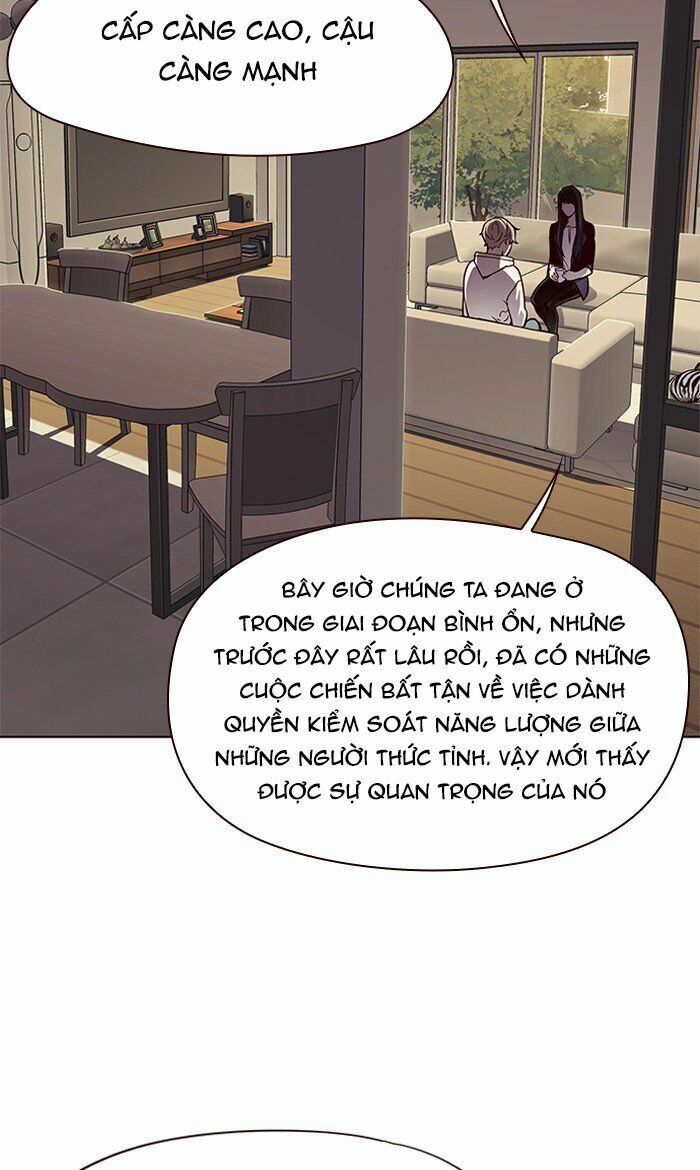 CẤP CÀNG CAO, CẬU
CÀNG MẠNH
BÂY GIỜ CHÚNG TA ĐANG Ở
TRONG GIAI ĐOẠN BÌNH ỔN, NHƯNG
TRƯỚC ĐÂY RẤT LÂU RỒI, ĐÃ CÓ NHỮNG
CUỘC CHIẾN BẤT TẬN VỀ VIỆC DÀNH
QUYỀN KIỂM SOÁT NĂNG LƯỢNG GIỮA
NHỮNG NGƯỜI THỨC TỈNH. VẬY MỚI THẤY
ĐƯỢC SỰ QUAN TRỌNG CỦA NÓ